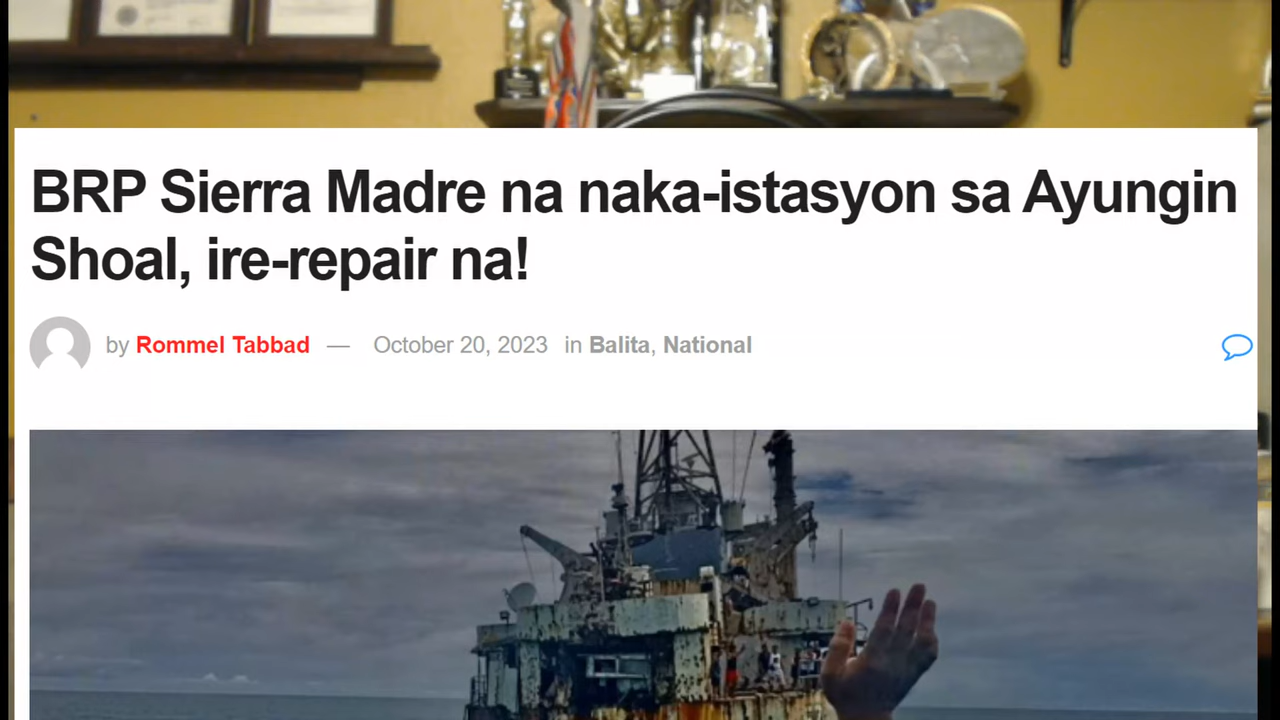 BRP Sierra Madre na naka-istasyon sa Ayungin
Shoal, ire-repair na!
by Rommel Tabbad — October 20, 2023 in Balita, National